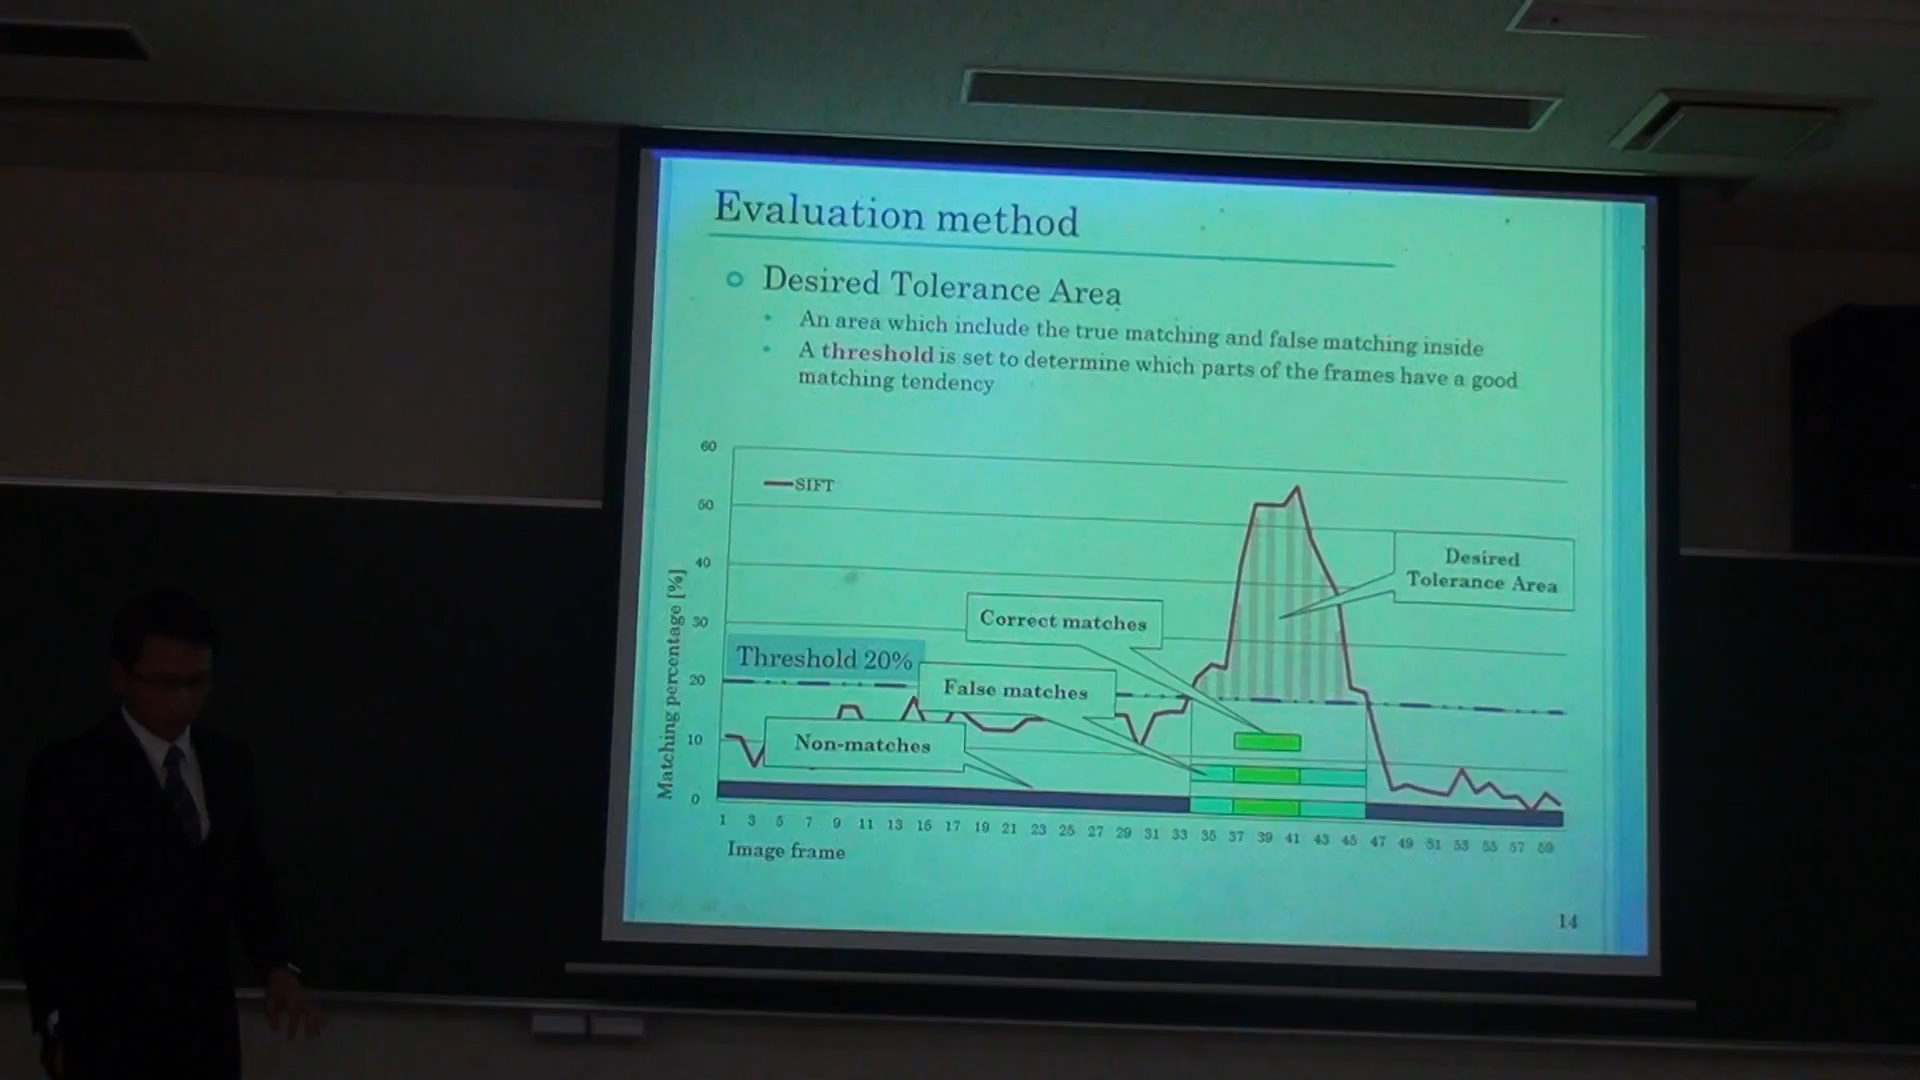 Evaluation method
Desired Tolerance Area
An area which include the true matching and false matching inside
A threshold is set to determine which parts of the frames have a good
matching tendency
60
SIFT
50
Desired
Tolerance Area
40
Correct matches
30
Threshold 20%
False matches
20
Non-matches
10
0
Matching percentage [%]
1 3 5 7 9 11 13 15 17 19 21 23 25 27 29 31 33 35 37 39 41 43 45 47 49 51 53 55 57 59
Image frame
14